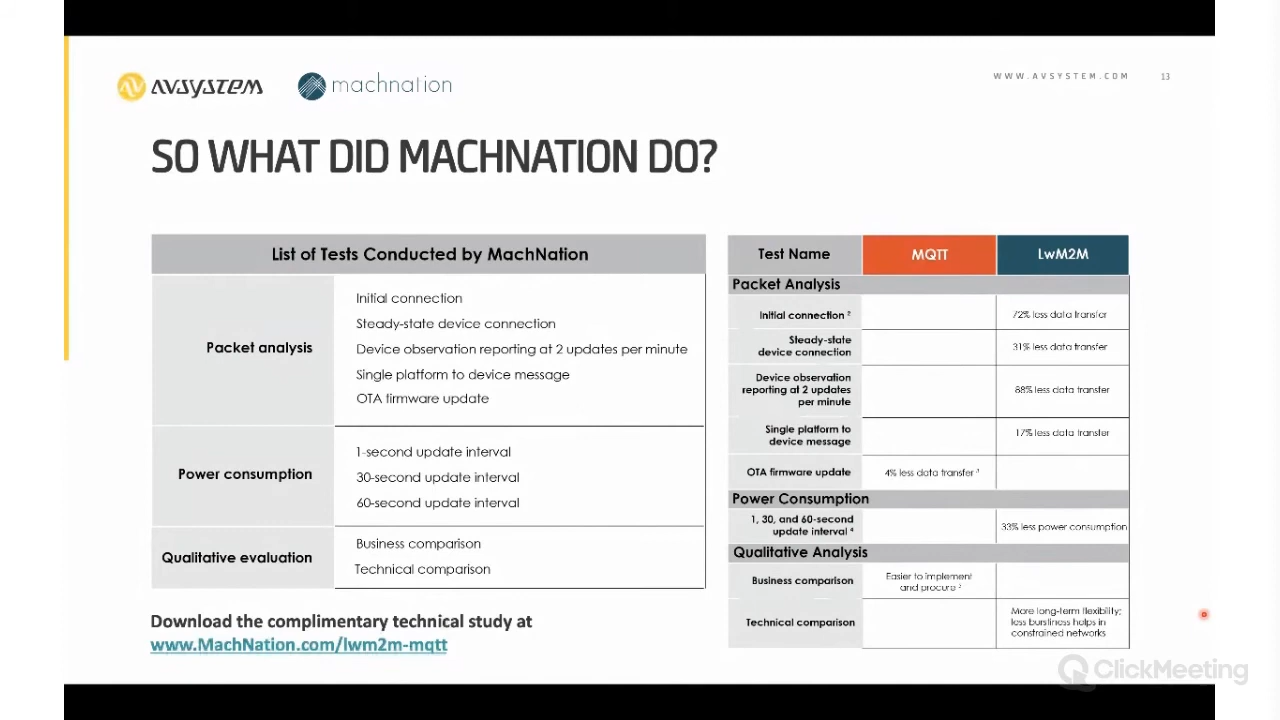 AVSYSTEM
machnation
WWW.AVSYSTEM.COM
13
SO WHAT DID MACHNATION DO?
List of Tests Conducted by MachNation
Packet analysis
Initial connection
Steady-state device connection
Device observation reporting at 2 updates per minute
Single platform to device message
OTA firmware update
Power consumption
1-second update interval
30-second update interval
60-second update interval
Qualitative evaluation
Business comparison
Technical comparison
Download the complimentary technical study at
www.MachNation.com/lwm2m-mqtt
Test Name
MQTT
LwM2M
Packet Analysis
Initial connection 2
72% less data transfer
Steady-state
device connection
31% less data transfer
Device observation
reporting at 2 updates
per minute
68% less data transfer
Single platform to
device message
17% less data transfer
OTA firmware update
4% less data transfer 3
Power Consumption
1, 30, and 60-second
update interval 4
33% less power consumption
Qualitative Analysis
Business comparison
Easier to implement
and procure 5
Technical comparison
More long-term flexibility;
less burstiness helps in
constrained networks
ClickMeeting